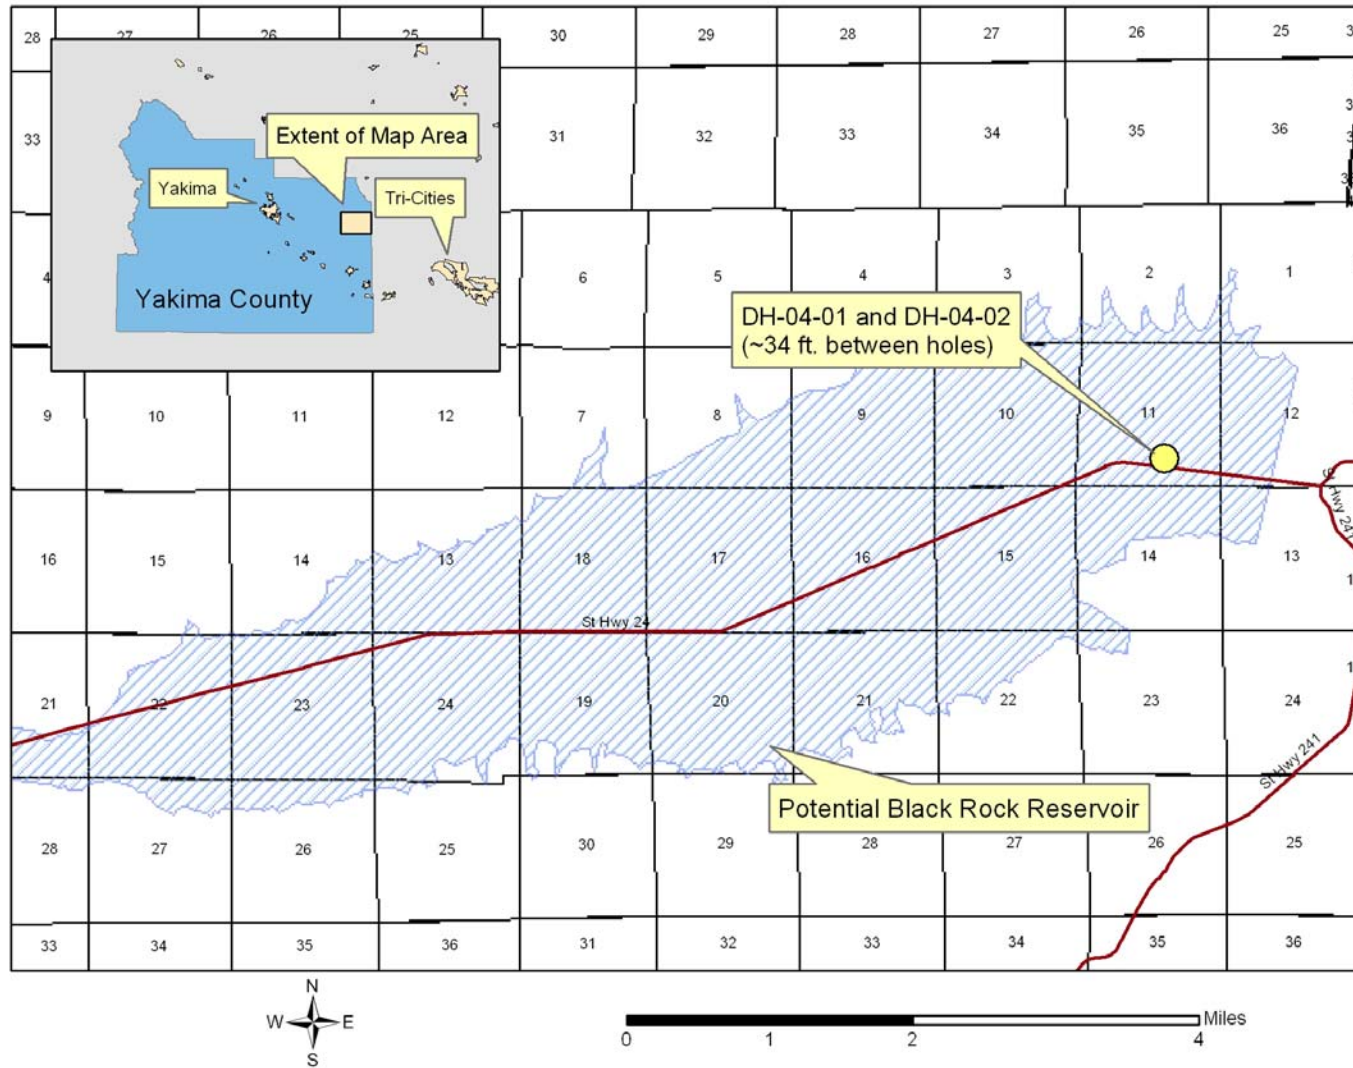 28 27 26 25 30 29 28 27 26 25
Extent of Map Area
Yakima
Tri-Cities
Yakima County
33 31 32 33 34 35 36
4 6 5 4 3 2 1
DH-04-01 and DH-04-02
(~34 ft. between holes)
9 10 11 12 7 8 9 10 11 12
St Hwy 241
16 15 14 13 18 17 16 15 14 13
St Hwy 24
21 22 23 24 19 20 21 22 23 24
St Hwy 241
Potential Black Rock Reservoir
28 27 26 25 30 29 28 27 26 25
33 34 35 36 31 32 33 34 35 36
N
W E
S
Miles
0 1 2 4